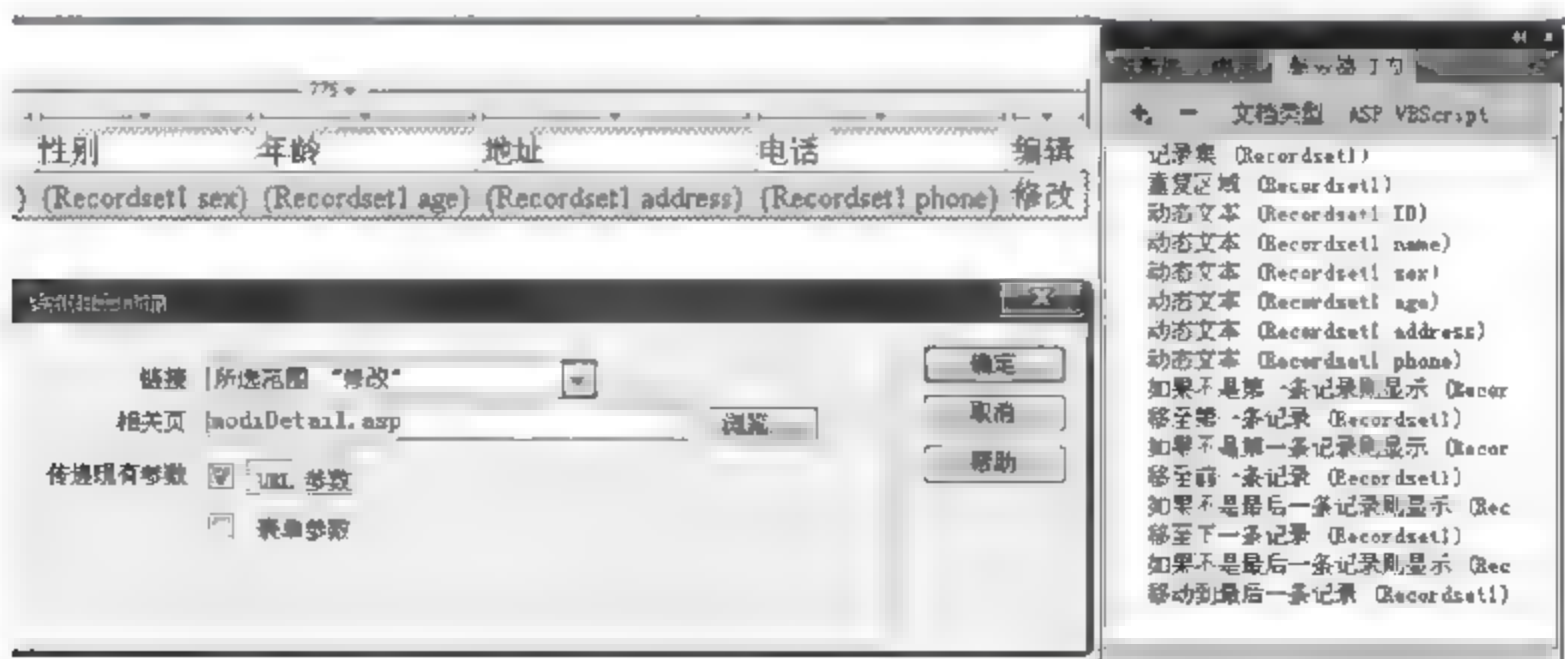 775
性别 年龄 地址 电话 编辑
) (Recordset1 sex) (Recordset1 age) (Recordset1 address) (Recordset1 phone) 修改
链接 所选范围 "修改"
相关页 modiDetail.asp 浏览...
传递现有参数 URL 参数
表单参数
确定
取消
帮助
文档类型 ASP VBScript
记录集 (Recordset1)
重复区域 (Recordset1)
动态文本 (Recordset1 ID)
动态文本 (Recordset1 name)
动态文本 (Recordset1 sex)
动态文本 (Recordset1 age)
动态文本 (Recordset1 address)
动态文本 (Recordset1 phone)
如果不是第一条记录则显示 (Recor
移至第一条记录 (Recordset1)
如果不是第一条记录则显示 (Recor
移至前一条记录 (Recordset1)
如果不是最后一条记录则显示 (Rec
移至下一条记录 (Recordset1)
如果不是最后一条记录则显示 (Rec
移动到最后一条记录 (Recordset1)